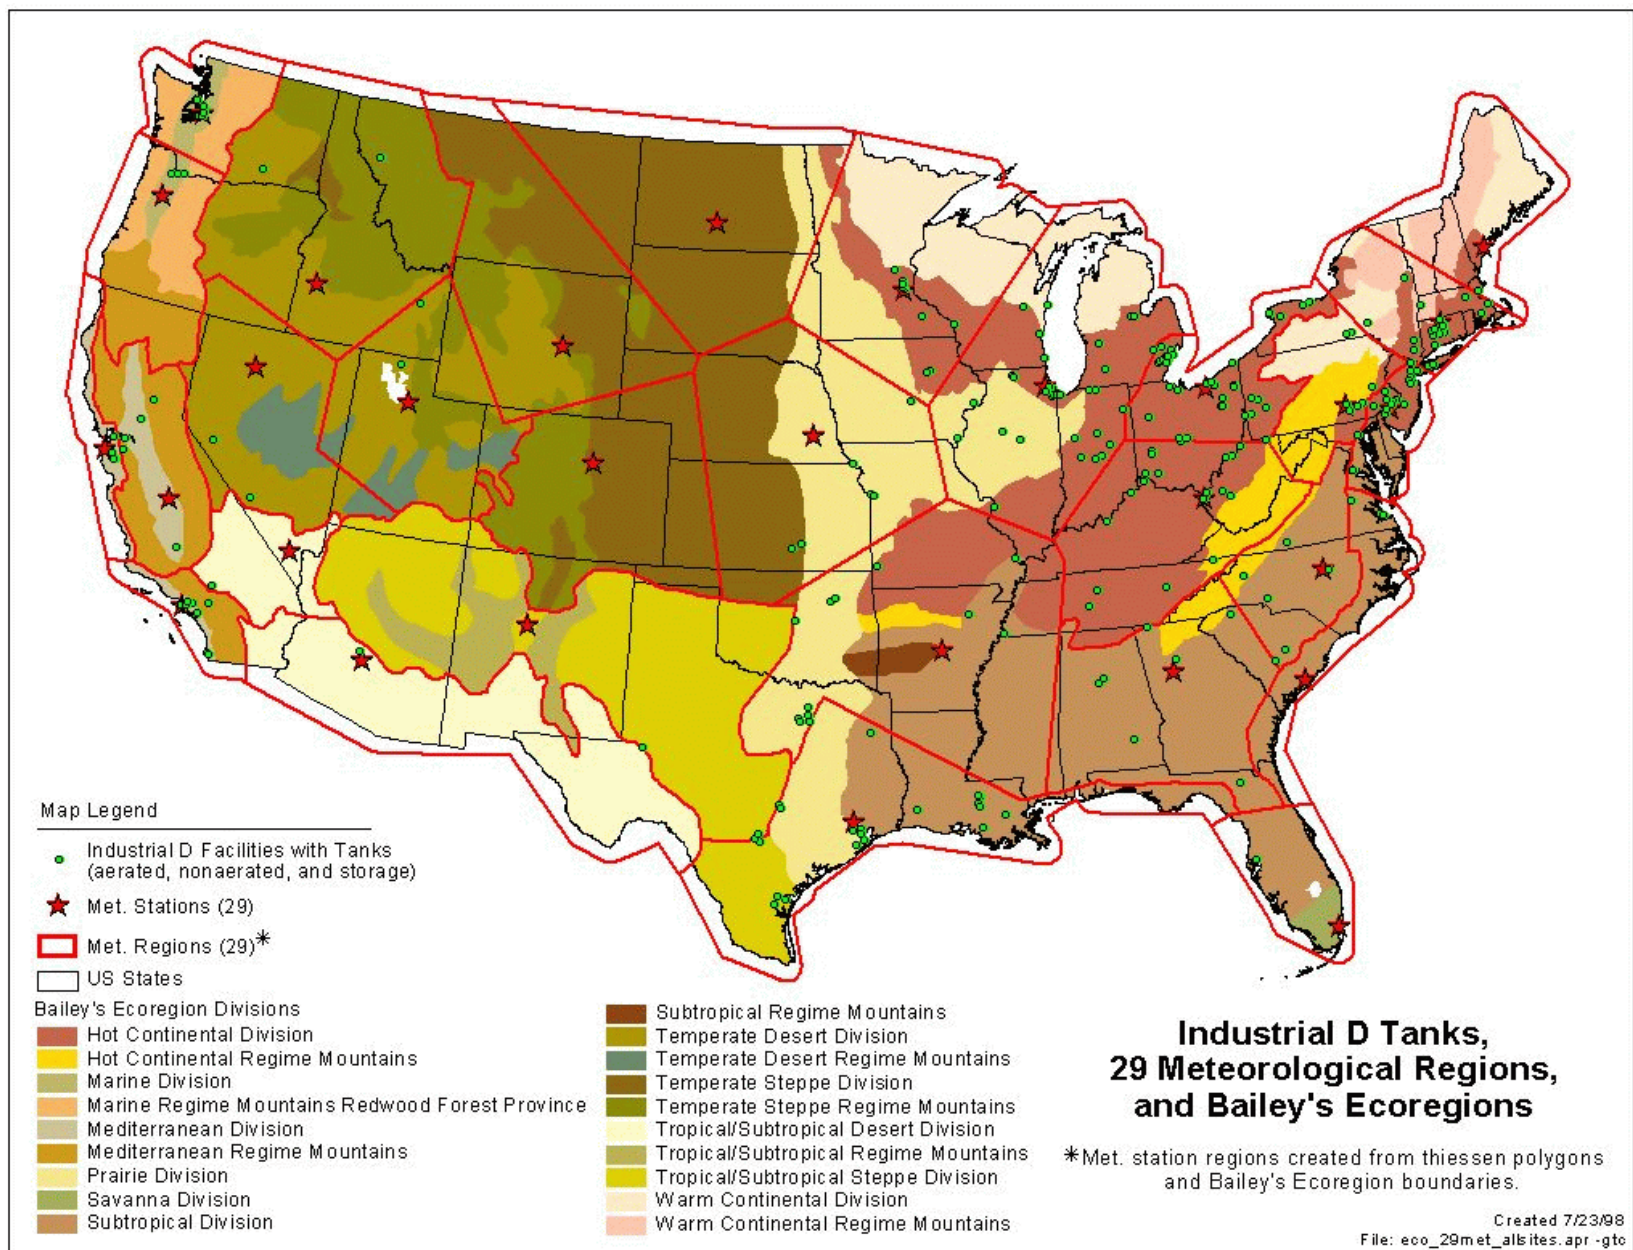 Map Legend
Industrial D Facilities with Tanks
(aerated, nonaerated, and storage)
Met. Stations (29)
Met. Regions (29)*
US States
Bailey's Ecoregion Divisions
Hot Continental Division
Hot Continental Regime Mountains
Marine Division
Marine Regime Mountains Redwood Forest Province
Mediterranean Division
Mediterranean Regime Mountains
Prairie Division
Savanna Division
Subtropical Division
Subtropical Regime Mountains
Temperate Desert Division
Temperate Desert Regime Mountains
Temperate Steppe Division
Temperate Steppe Regime Mountains
Tropical/Subtropical Desert Division
Tropical/Subtropical Regime Mountains
Tropical/Subtropical Steppe Division
Warm Continental Division
Warm Continental Regime Mountains
Industrial D Tanks,
29 Meteorological Regions,
and Bailey's Ecoregions
*Met. station regions created from thiessen polygons
and Bailey's Ecoregion boundaries.
Created 7/23/98
File: eco_29met_allsites.apr -gtc